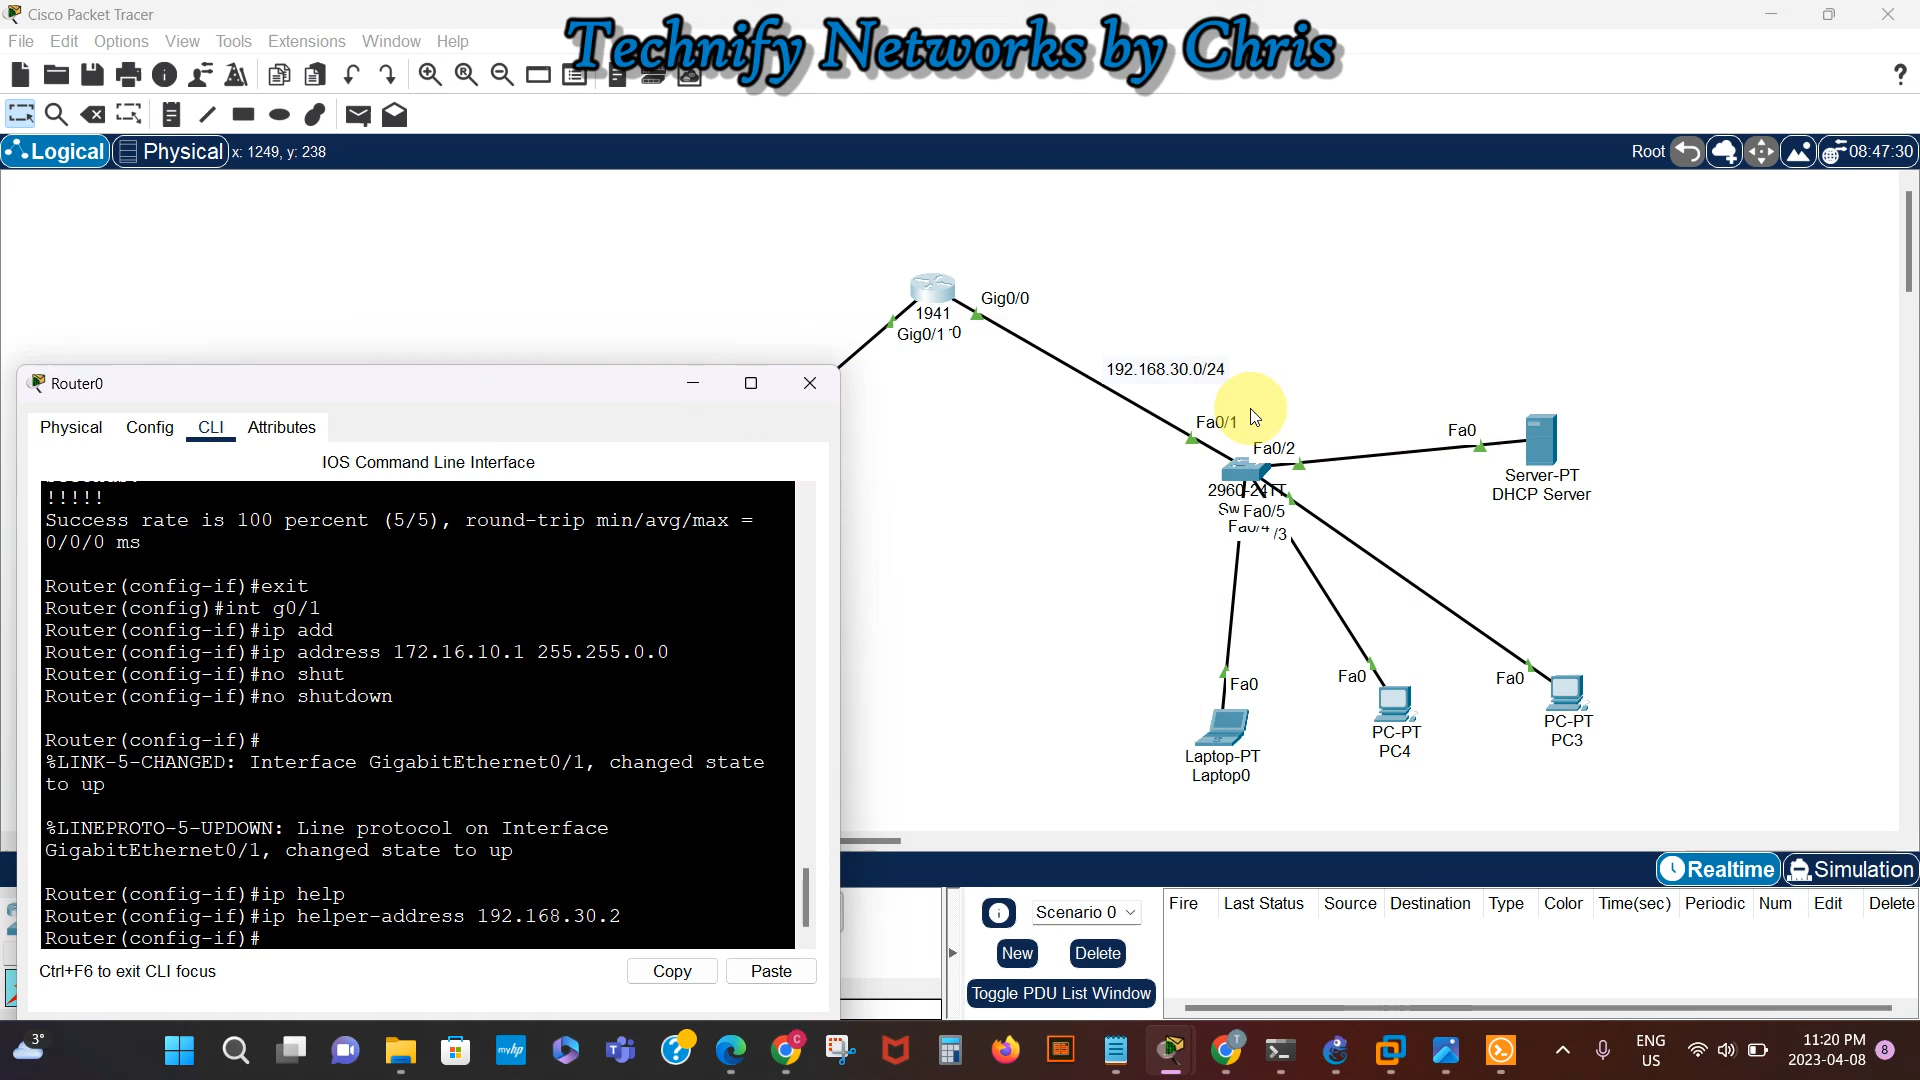 Cisco Packet Tracer
Technify Networks by Chris
File Edit Options View Tools Extensions Window Help
?
Logical Physical x: 1249, y: 238
Root 08:47:30
Gig0/0
1941
Gig0/1 r0
192.168.30.0/24
Fa0/1
Fa0/2
Fa0
2960-24TT
Server-PT
DHCP Server
Sw Fa0/5
Fa0/4 /3
Fa0
Fa0
Fa0
Laptop-PT
Laptop0
PC-PT
PC4
PC-PT
PC3
Router0
Physical Config CLI Attributes
IOS Command Line Interface
!!!!!
Success rate is 100 percent (5/5), round-trip min/avg/max =
0/0/0 ms
Router(config-if)#exit
Router(config)#int g0/1
Router(config-if)#ip add
Router(config-if)#ip address 172.16.10.1 255.255.0.0
Router(config-if)#no shut
Router(config-if)#no shutdown
Router(config-if)#
%LINK-5-CHANGED: Interface GigabitEthernet0/1, changed state
to up
%LINEPROTO-5-UPDOWN: Line protocol on Interface
GigabitEthernet0/1, changed state to up
Router(config-if)#ip help
Router(config-if)#ip helper-address 192.168.30.2
Router(config-if)#
Ctrl+F6 to exit CLI focus
Copy Paste
Realtime Simulation
Scenario 0
New Delete
Toggle PDU List Window
Fire Last Status Source Destination Type Color Time(sec) Periodic Num Edit Delete
3°
myhp
C
T
ENG
US
11:20 PM
2023-04-08
8